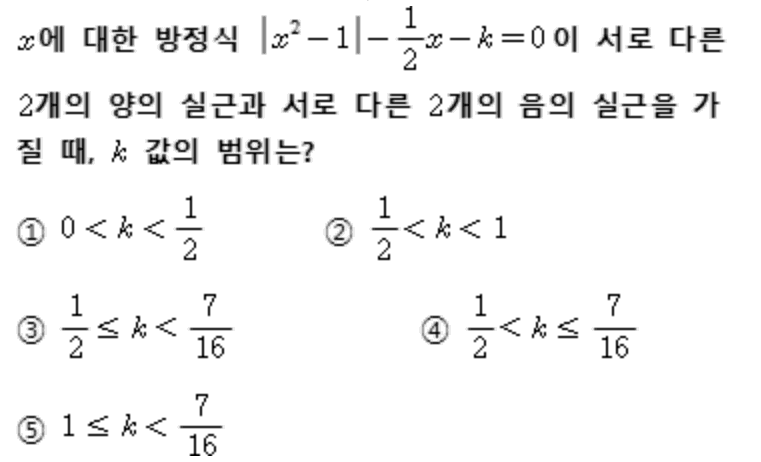 x에 대한 방정식 |x² − 1| − 1/2 x − k = 0이 서로 다른
2개의 양의 실근과 서로 다른 2개의 음의 실근을 가
질 때, k 값의 범위는?
① 0 < k < 1/2 ② 1/2 < k < 1
③ 1/2 ≤ k < 7/16 ④ 1/2 < k ≤ 7/16
⑤ 1 ≤ k < 7/16